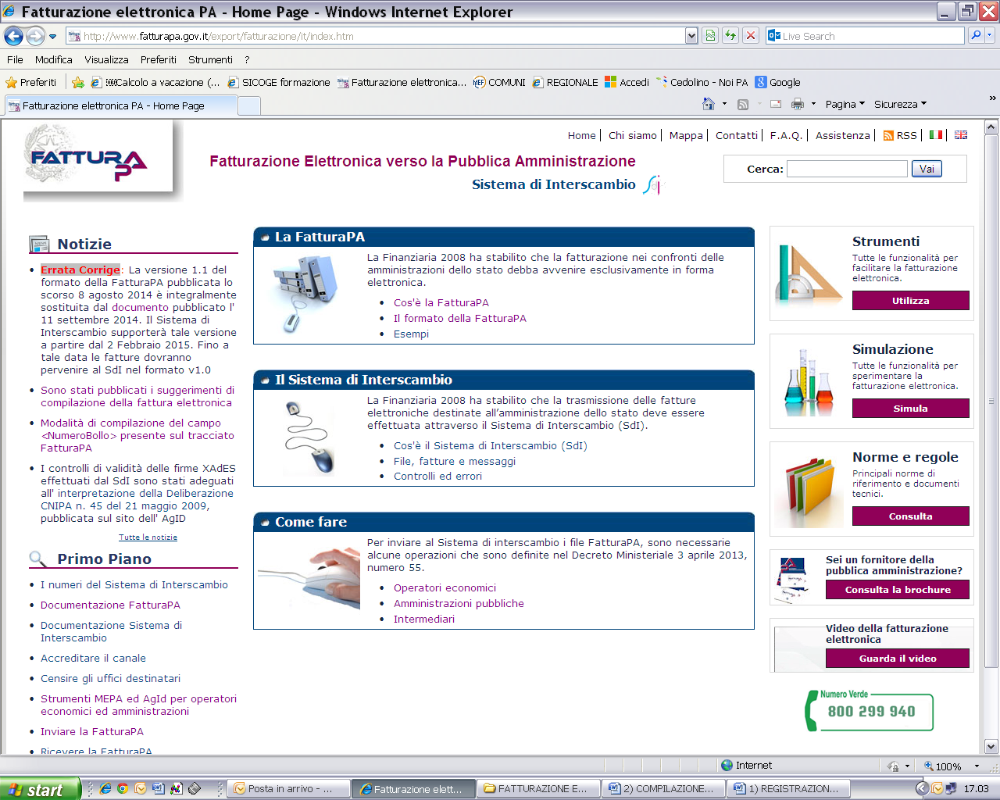 Fatturazione elettronica PA - Home Page - Windows Internet Explorer
http://www.fatturapa.gov.it/export/fatturazione/it/index.htm
Live Search
File Modifica Visualizza Preferiti Strumenti ?
Preferiti
Calcolo a vacazione (...
SICOGE formazione
Fatturazione elettronica...
COMUNI
REGIONALE
Accedi
Cedolino - Noi PA
Google
Fatturazione elettronica PA - Home Page
Pagina Sicurezza »
FATTURA PA
Home Chi siamo Mappa Contatti F.A.Q. Assistenza RSS
Fatturazione Elettronica verso la Pubblica Amministrazione
Sistema di Interscambio
Cerca: Vai
Notizie
• Errata Corrige: La versione 1.1 del
formato della FatturaPA pubblicata lo
scorso 8 agosto 2014 è integralmente
sostituita dal documento pubblicato l'
11 settembre 2014. Il Sistema di
Interscambio supporterà tale versione
a partire dal 2 Febbraio 2015. Fino a
tale data le fatture dovranno
pervenire al SdI nel formato v1.0
• Sono stati pubblicati i suggerimenti di
compilazione della fattura elettronica
• Modalità di compilazione del campo
<NumeroBollo> presente sul tracciato
FatturaPA
• I controlli di validità delle firme XAdES
effettuati dal SdI sono stati adeguati
all' interpretazione della Deliberazione
CNIPA n. 45 del 21 maggio 2009,
pubblicata sul sito dell' AgID
Tutte le notizie
Primo Piano
• I numeri del Sistema di Interscambio
• Documentazione FatturaPA
• Documentazione Sistema di
Interscambio
• Accreditare il canale
• Censire gli uffici destinatari
• Strumenti MEPA ed AgId per operatori
economici ed amministrazioni
• Inviare la FatturaPA
• Ricevere la FatturaPA
La FatturaPA
La Finanziaria 2008 ha stabilito che la fatturazione nei confronti delle
amministrazioni dello stato debba avvenire esclusivamente in forma
elettronica.
• Cos'è la FatturaPA
• Il formato della FatturaPA
• Esempi
Il Sistema di Interscambio
La Finanziaria 2008 ha stabilito che la trasmissione delle fatture
elettroniche destinate all’amministrazione dello stato deve essere
effettuata attraverso il Sistema di Interscambio (SdI).
• Cos'è il Sistema di Interscambio (SdI)
• File, fatture e messaggi
• Controlli ed errori
Come fare
Per inviare al Sistema di interscambio i file FatturaPA, sono necessarie
alcune operazioni che sono definite nel Decreto Ministeriale 3 aprile 2013,
numero 55.
• Operatori economici
• Amministrazioni pubbliche
• Intermediari
Strumenti
Tutte le funzionalità per
facilitare la fatturazione
elettronica.
Utilizza
Simulazione
Tutte le funzionalità per
sperimentare la
fatturazione elettronica.
Simula
Norme e regole
Principali norme di
riferimento e documenti
tecnici.
Consulta
Sei un fornitore della
pubblica amministrazione?
Consulta la brochure
Video della fatturazione
elettronica
Guarda il video
Numero Verde
800 299 940
Internet
100%
start
Posta in arrivo - ...
Fatturazione elett...
FATTURAZIONE E...
2) COMPILAZIONE...
1) REGISTRAZION...
17.03